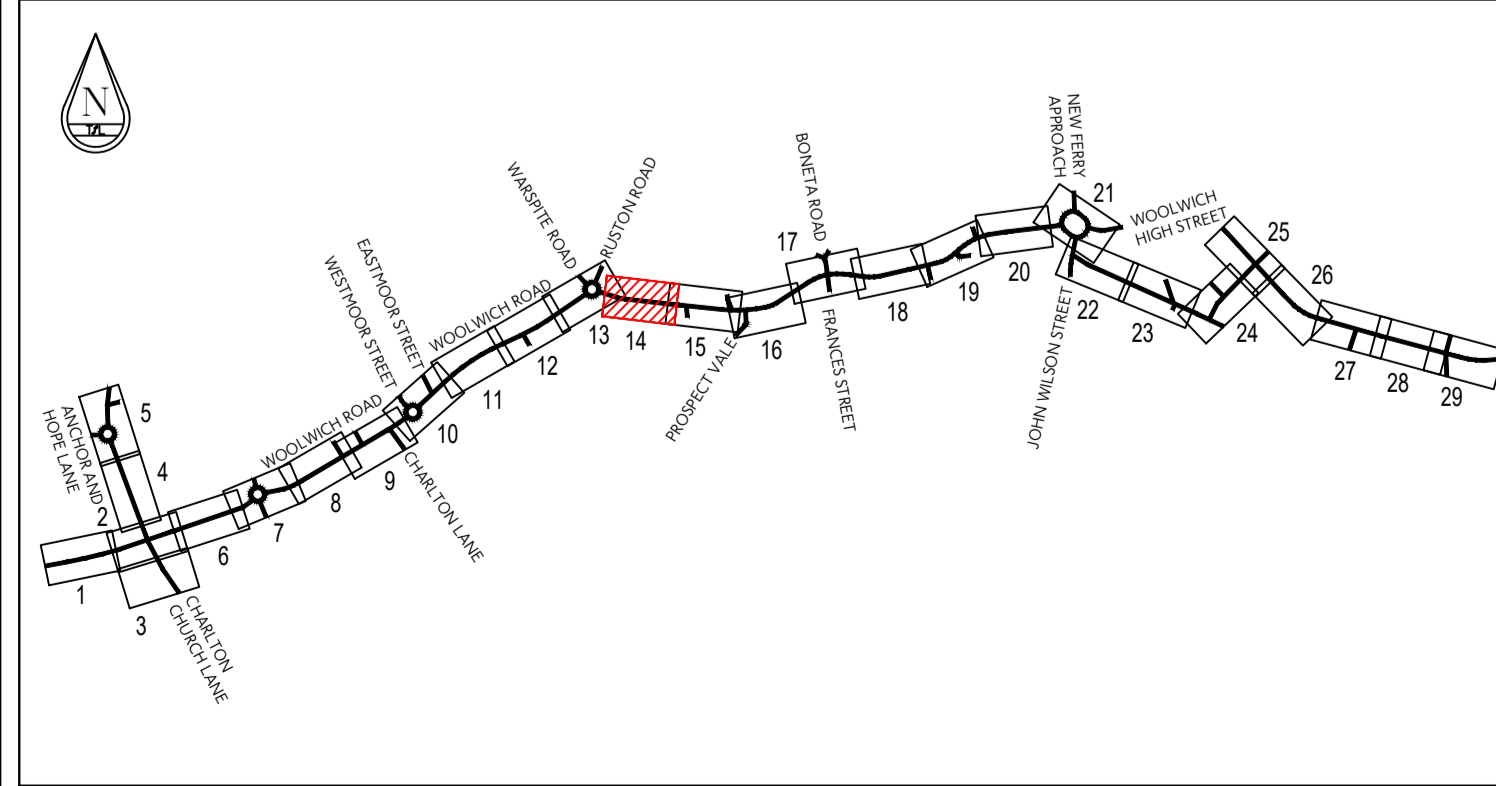 N
TfL
NEW FERRY
APPROACH
21
WOOLWICH
HIGH STREET
BONETA ROAD
WARSPITE ROAD
RUSTON ROAD
EASTMOOR STREET
WESTMOOR STREET
WOOLWICH ROAD
17
25
26
20
19
18
22
23
24
13
14
15
16
12
11
10
PROSPECT VALE
FRANCES STREET
JOHN WILSON STREET
27
28
29
5
4
ANCHOR AND
HOPE LANE
2
WOOLWICH ROAD
9
8
7
6
CHARLTON LANE
1
3
CHARLTON
CHURCH LANE